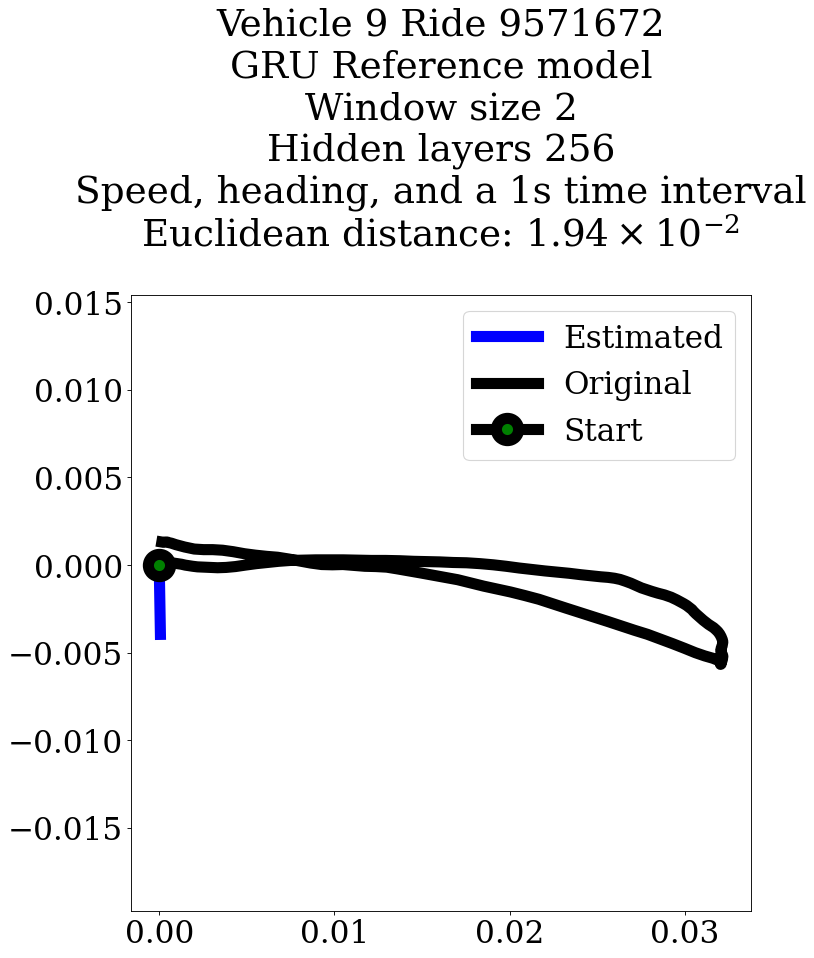 Vehicle 9 Ride 9571672
GRU Reference model
Window size 2
Hidden layers 256
Speed, heading, and a 1s time interval
Euclidean distance: 1.94 × 10⁻²
0.015
0.010
0.005
0.000
−0.005
−0.010
−0.015
Estimated
Original
Start
0.00 0.01 0.02 0.03